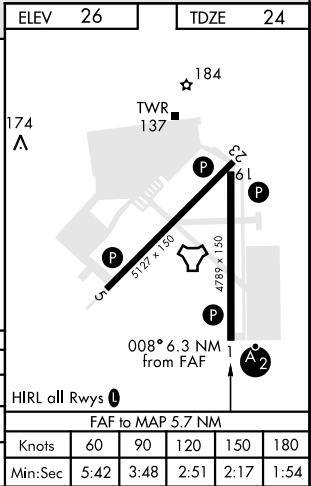 ELEV 26 TDZE 24
184
TWR
137
174
23
19
P
P
P
5127 x 150
4789 x 150
5
P
008° 6.3 NM
from FAF
1
A2
HIRL all Rwys L
FAF to MAP 5.7 NM
Knots 60 90 120 150 180
Min:Sec 5:42 3:48 2:51 2:17 1:54